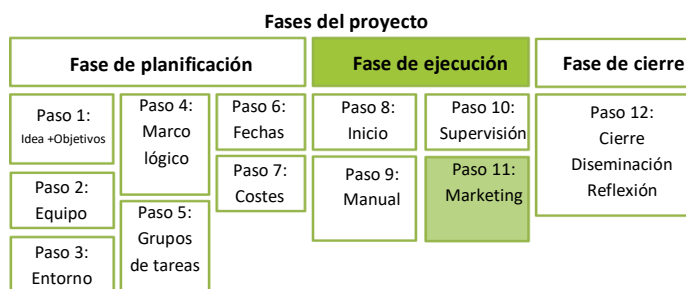 Fases del proyecto
Fase de planificación
Fase de ejecución
Fase de cierre
Paso 1:
Idea +Objetivos
Paso 2:
Equipo
Paso 3:
Entorno
Paso 4:
Marco
lógico
Paso 5:
Grupos
de tareas
Paso 6:
Fechas
Paso 7:
Costes
Paso 8:
Inicio
Paso 9:
Manual
Paso 10:
Supervisión
Paso 11:
Marketing
Paso 12:
Cierre
Diseminación
Reflexión